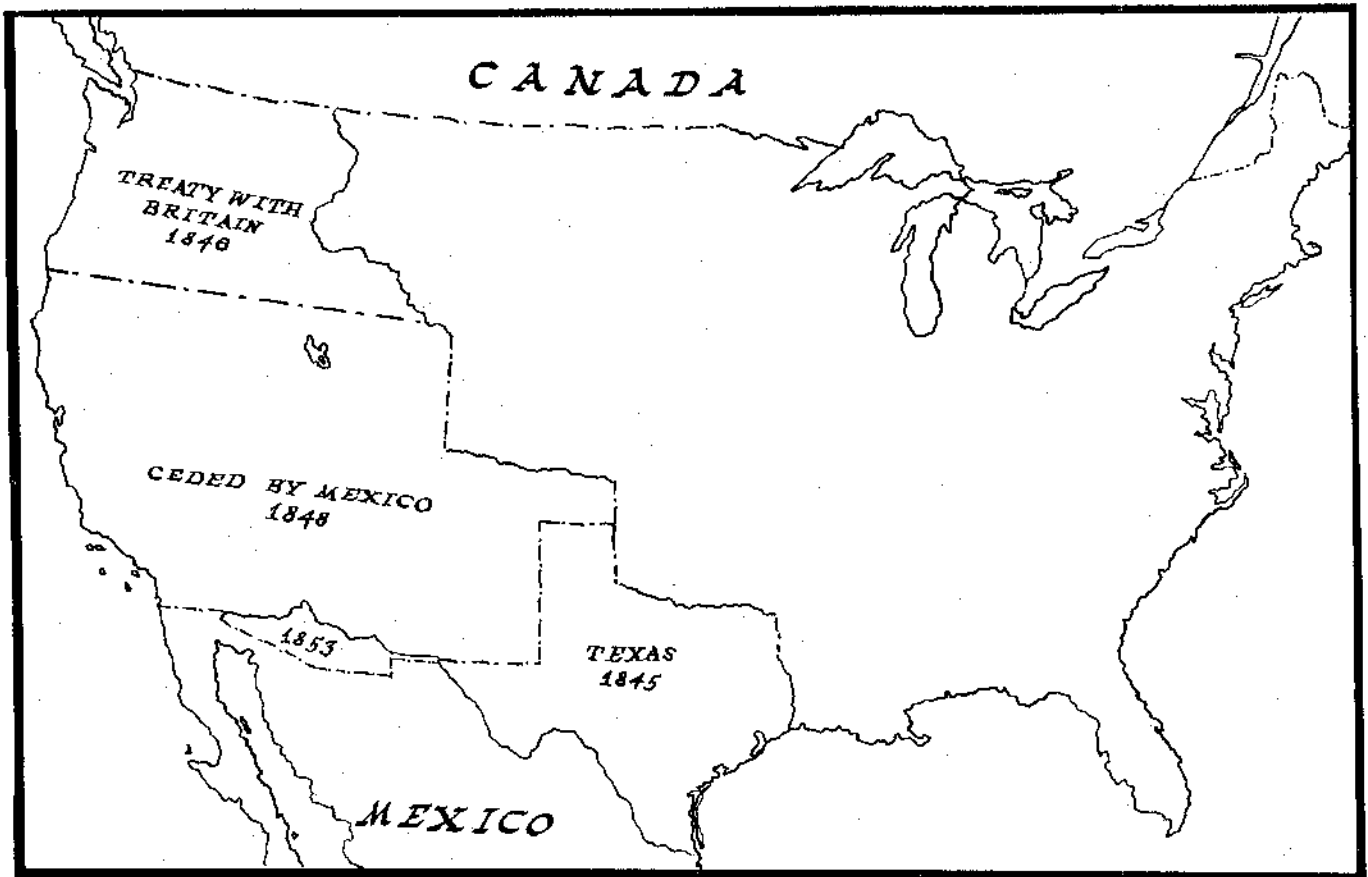 CANADA
TREATY WITH
BRITAIN
1846
CEDED BY MEXICO
1848
1853
TEXAS
1845
MEXICO